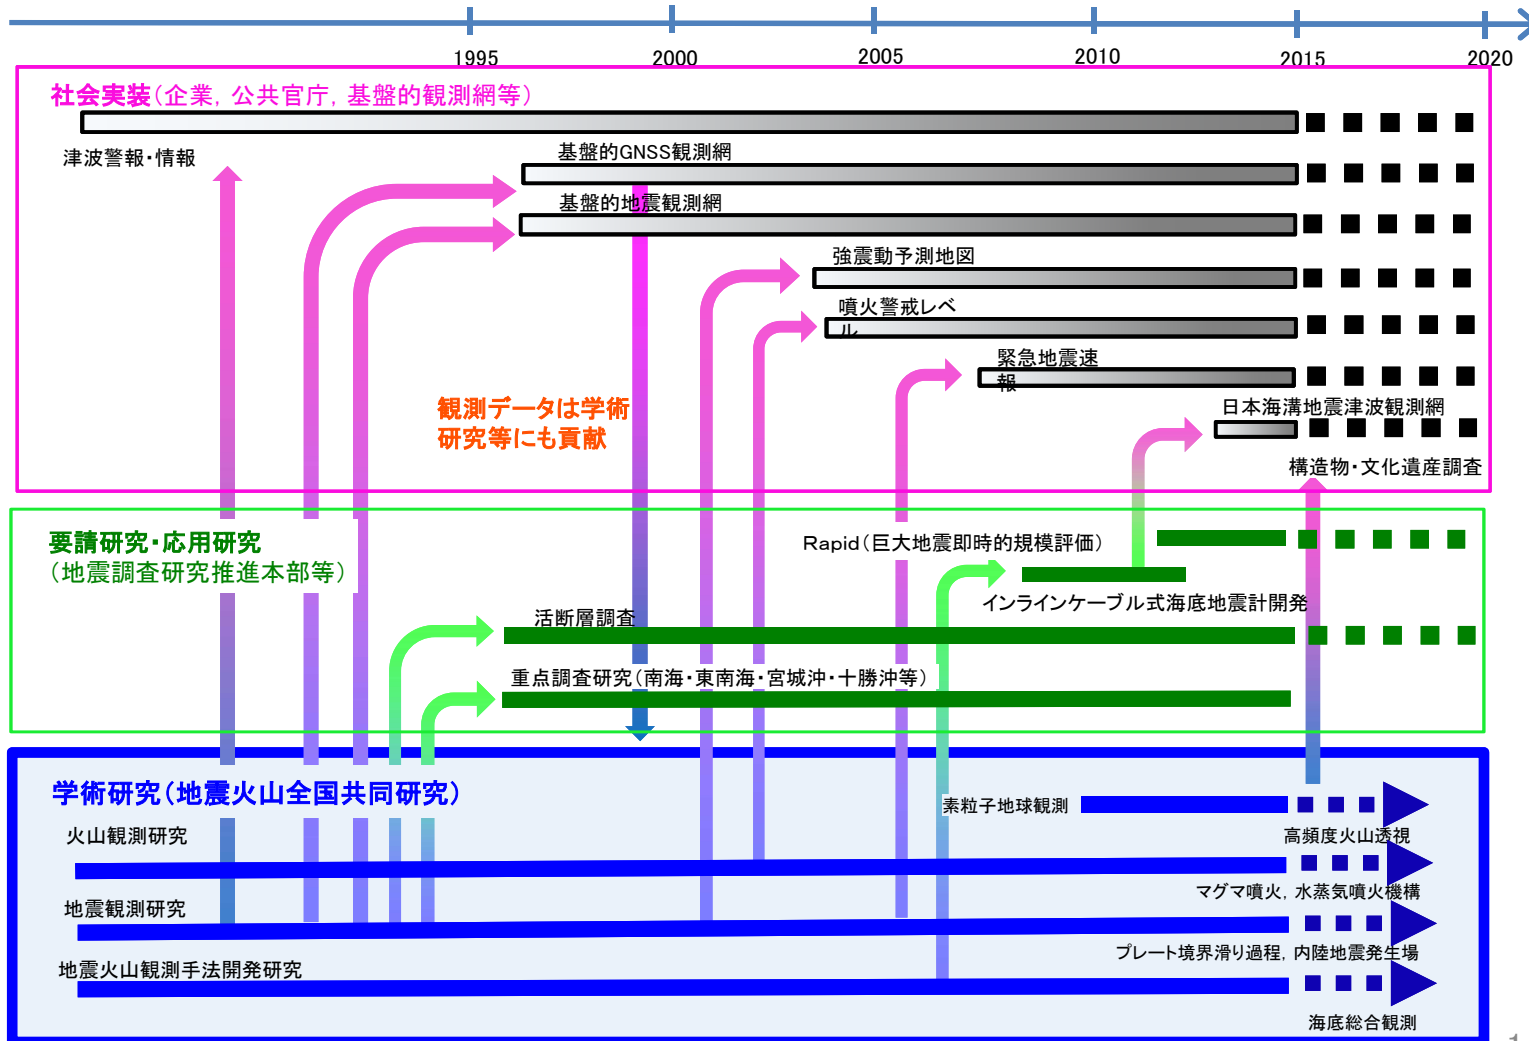 1995
2000
2005
2010
2015
2020
社会実装(企業, 公共官庁, 基盤的観測網等)
津波警報・情報
基盤的GNSS観測網
基盤的地震観測網
強震動予測地図
噴火警戒レベ
ル
緊急地震速
報
観測データは学術
研究等にも貢献
日本海溝地震津波観測網
構造物・文化遺産調査
要請研究・応用研究
(地震調査研究推進本部等)
Rapid(巨大地震即時的規模評価)
インラインケーブル式海底地震計開発
活断層調査
重点調査研究(南海・東南海・宮城沖・十勝沖等)
学術研究(地震火山全国共同研究)
素粒子地球観測
高頻度火山透視
火山観測研究
マグマ噴火, 水蒸気噴火機構
地震観測研究
プレート境界滑り過程, 内陸地震発生場
地震火山観測手法開発研究
海底総合観測